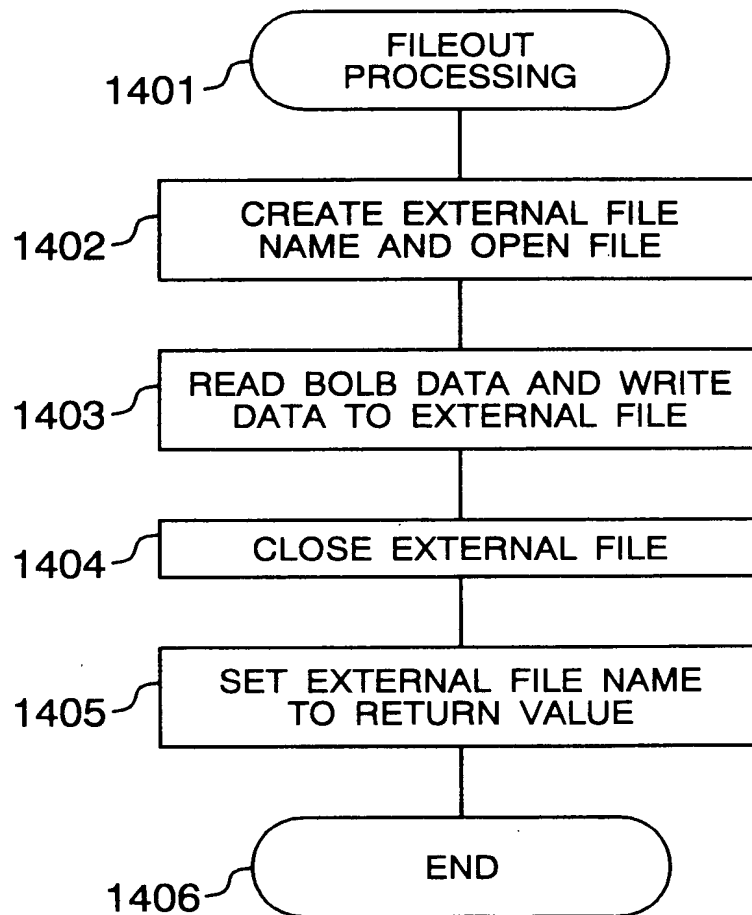 FILEOUT
PROCESSING
1401
CREATE EXTERNAL FILE
NAME AND OPEN FILE
1402
READ BOLB DATA AND WRITE
DATA TO EXTERNAL FILE
1403
CLOSE EXTERNAL FILE
1404
SET EXTERNAL FILE NAME
TO RETURN VALUE
1405
END
1406